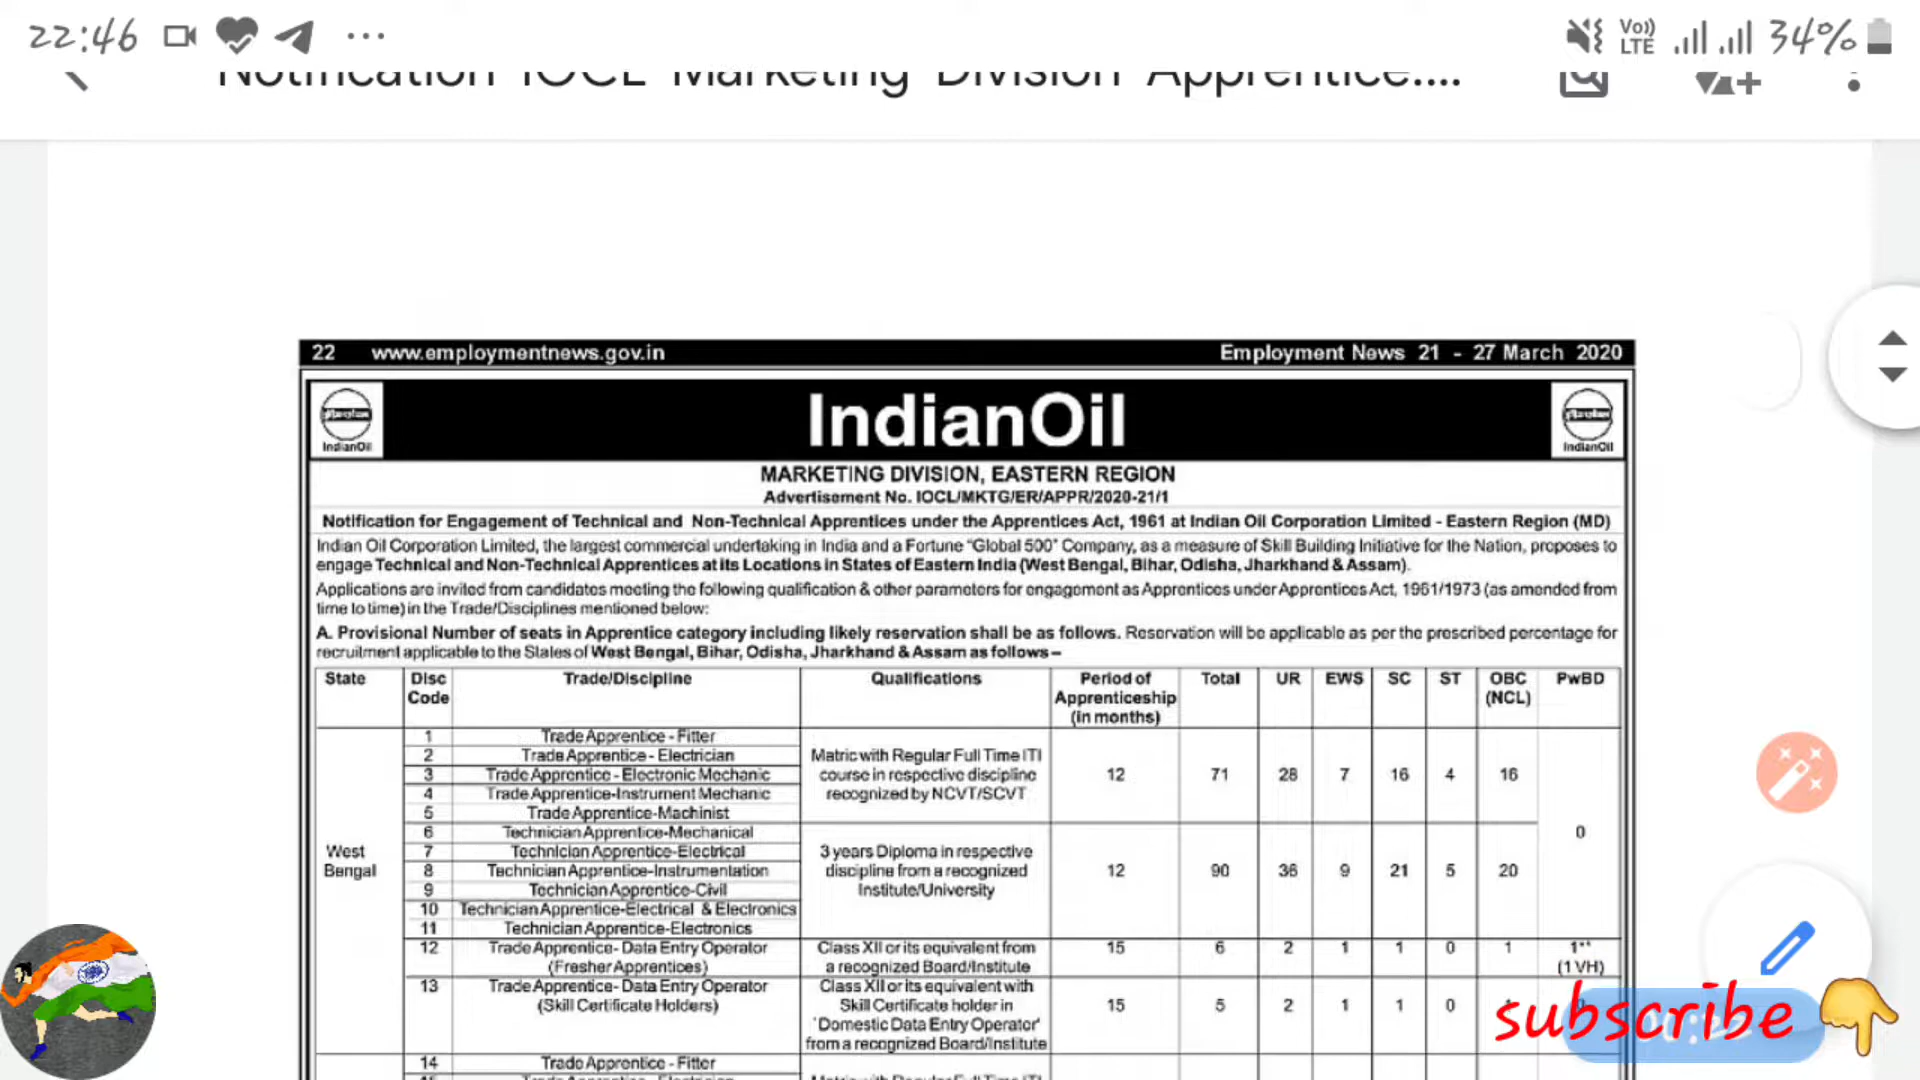 22:46 ... Vo)) LTE 34%
Notification IOCL Marketing Division Apprentice....
22 www.employmentnews.gov.in Employment News 21 - 27 March 2020
IndianOil
IndianOil IndianOil
MARKETING DIVISION, EASTERN REGION
Advertisement No. IOCL/MKTG/ER/APPR/2020-21/1
Notification for Engagement of Technical and Non-Technical Apprentices under the Apprentices Act, 1961 at Indian Oil Corporation Limited - Eastern Region (MD)
Indian Oil Corporation Limited, the largest commercial undertaking in India and a Fortune "Global 500" Company, as a measure of Skill Building Initiative for the Nation, proposes to
engage Technical and Non-Technical Apprentices at its Locations in States of Eastern India (West Bengal, Bihar, Odisha, Jharkhand & Assam).
Applications are invited from candidates meeting the following qualification & other parameters for engagement as Apprentices under Apprentices Act, 1961/1973 (as amended from
time to time) in the Trade/Disciplines mentioned below:
A. Provisional Number of seats in Apprentice category including likely reservation shall be as follows. Reservation will be applicable as per the prescribed percentage for
recruitment applicable to the States of West Bengal, Bihar, Odisha, Jharkhand & Assam as follows –
State Disc Code Trade/Discipline Qualifications Period of Apprenticeship (in months) Total UR EWS SC ST OBC (NCL) PwBD
West Bengal
1 Trade Apprentice - Fitter
2 Trade Apprentice - Electrician
3 Trade Apprentice - Electronic Mechanic
4 Trade Apprentice-Instrument Mechanic
5 Trade Apprentice-Machinist
Matric with Regular Full Time ITI
course in respective discipline
recognized by NCVT/SCVT
12 71 28 7 16 4 16
0
6 Technician Apprentice-Mechanical
7 Technician Apprentice-Electrical
8 Technician Apprentice-Instrumentation
9 Technician Apprentice-Civil
10 Technician Apprentice-Electrical & Electronics
11 Technician Apprentice-Electronics
3 years Diploma in respective
discipline from a recognized
Institute/University
12 90 36 9 21 5 20
12 Trade Apprentice- Data Entry Operator
(Fresher Apprentices)
Class XII or its equivalent from
a recognized Board/Institute
15 6 2 1 1 0 1 1**
(1 VH)
13 Trade Apprentice- Data Entry Operator
(Skill Certificate Holders)
Class XII or its equivalent with
Skill Certificate holder in
'Domestic Data Entry Operator'
from a recognized Board/Institute
15 5 2 1 1 0
14 Trade Apprentice - Fitter
subscribe